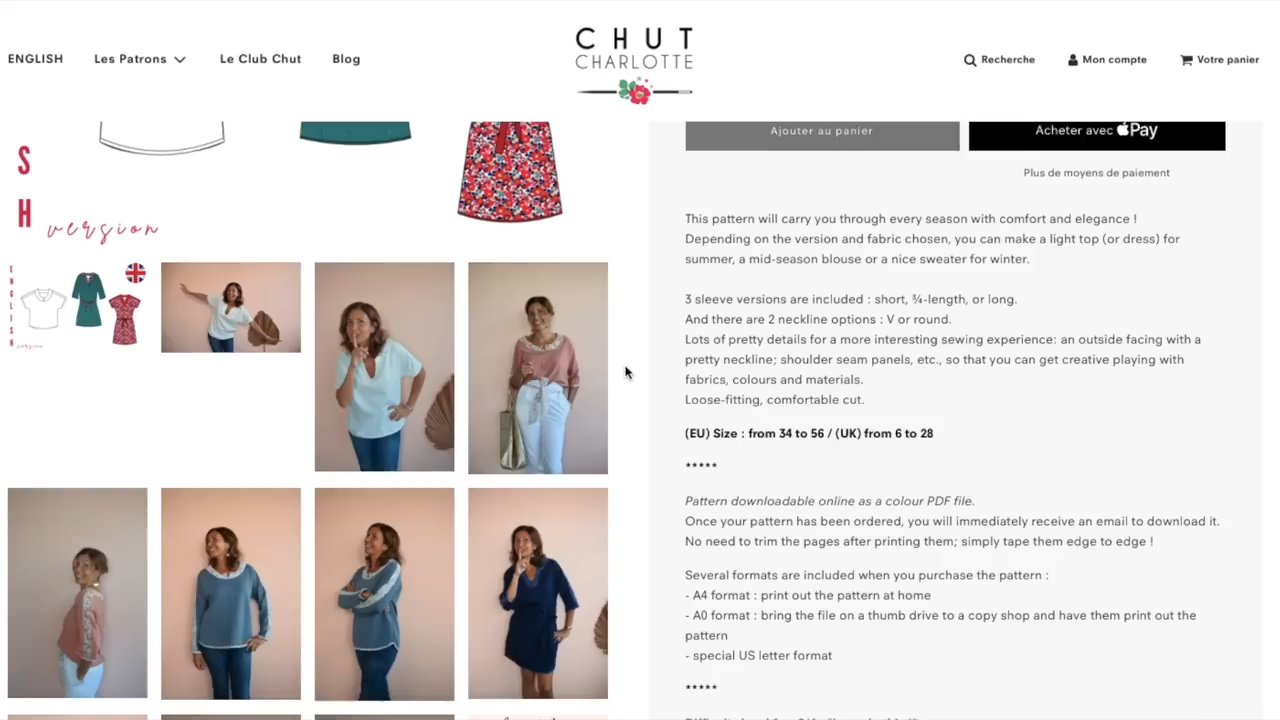 ENGLISH
Les Patrons
Le Club Chut
Blog
CHUT
CHARLOTTE
Recherche
Mon compte
Votre panier
S
H
version
Ajouter au panier
Acheter avec Pay
Plus de moyens de paiement
This pattern will carry you through every season with comfort and elegance !
Depending on the version and fabric chosen, you can make a light top (or dress) for
summer, a mid-season blouse or a nice sweater for winter.
3 sleeve versions are included : short, ¾-length, or long.
And there are 2 neckline options : V or round.
Lots of pretty details for a more interesting sewing experience: an outside facing with a
pretty neckline; shoulder seam panels, etc., so that you can get creative playing with
fabrics, colours and materials.
Loose-fitting, comfortable cut.
(EU) Size : from 34 to 56 / (UK) from 6 to 28
*****
Pattern downloadable online as a colour PDF file.
Once your pattern has been ordered, you will immediately receive an email to download it.
No need to trim the pages after printing them; simply tape them edge to edge !
Several formats are included when you purchase the pattern :
- A4 format : print out the pattern at home
- A0 format : bring the file on a thumb drive to a copy shop and have them print out the
pattern
- special US letter format
*****